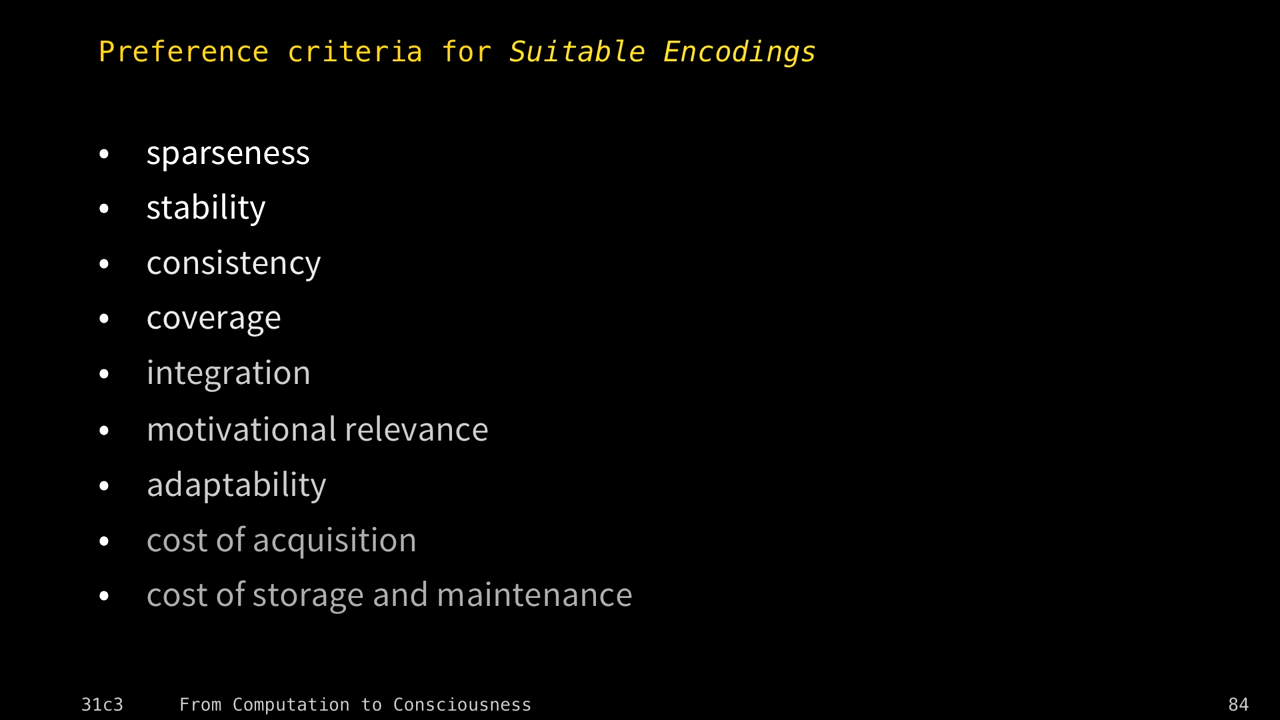 Preference criteria for Suitable Encodings
• sparseness
• stability
• consistency
• coverage
• integration
• motivational relevance
• adaptability
• cost of acquisition
• cost of storage and maintenance
31c3 From Computation to Consciousness 84